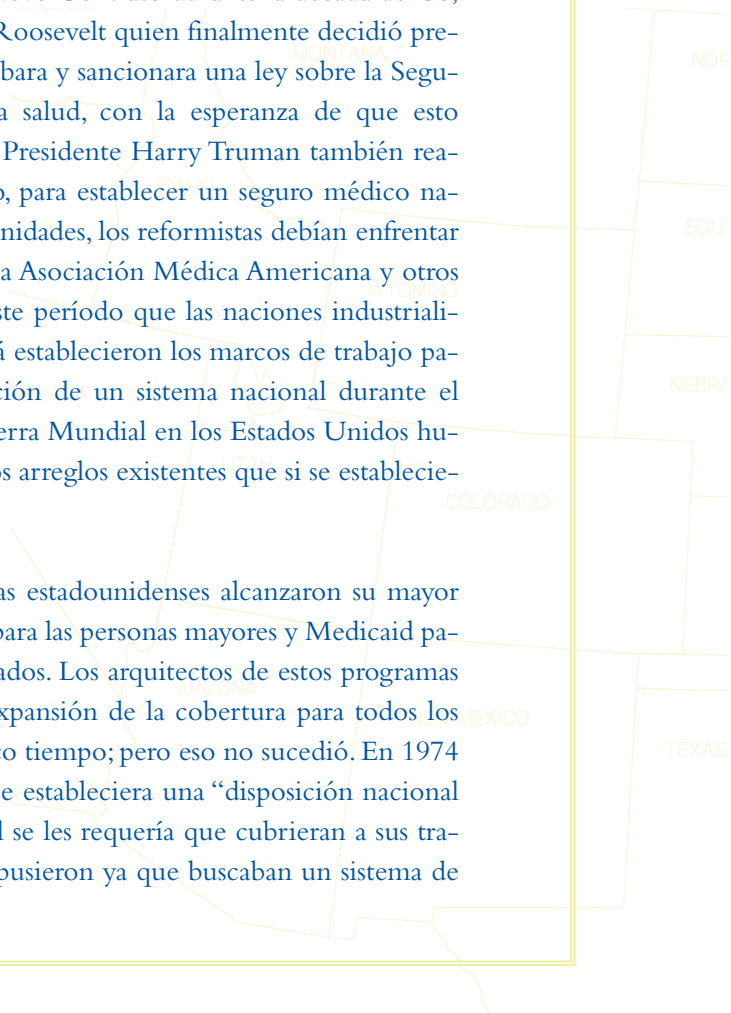 Roosevelt quien finalmente decidió pre-
bara y sancionara una ley sobre la Segu-
a salud, con la esperanza de que esto
Presidente Harry Truman también rea-
o, para establecer un seguro médico na-
nidades, los reformistas debían enfrentar
a Asociación Médica Americana y otros
ste período que las naciones industriali-
á establecieron los marcos de trabajo pa-
ción de un sistema nacional durante el
erra Mundial en los Estados Unidos hu-
os arreglos existentes que si se establecie-
as estadounidenses alcanzaron su mayor
para las personas mayores y Medicaid pa-
ados. Los arquitectos de estos programas
xpansión de la cobertura para todos los
co tiempo; pero eso no sucedió. En 1974
e estableciera una “disposición nacional
l se les requería que cubrieran a sus tra-
pusieron ya que buscaban un sistema de
MONTANA
NOR
IDAHO
SOU
WYOMING
NEBRA
UTAH
COLORADO
ARIZONA
MEXICO
TEXAS